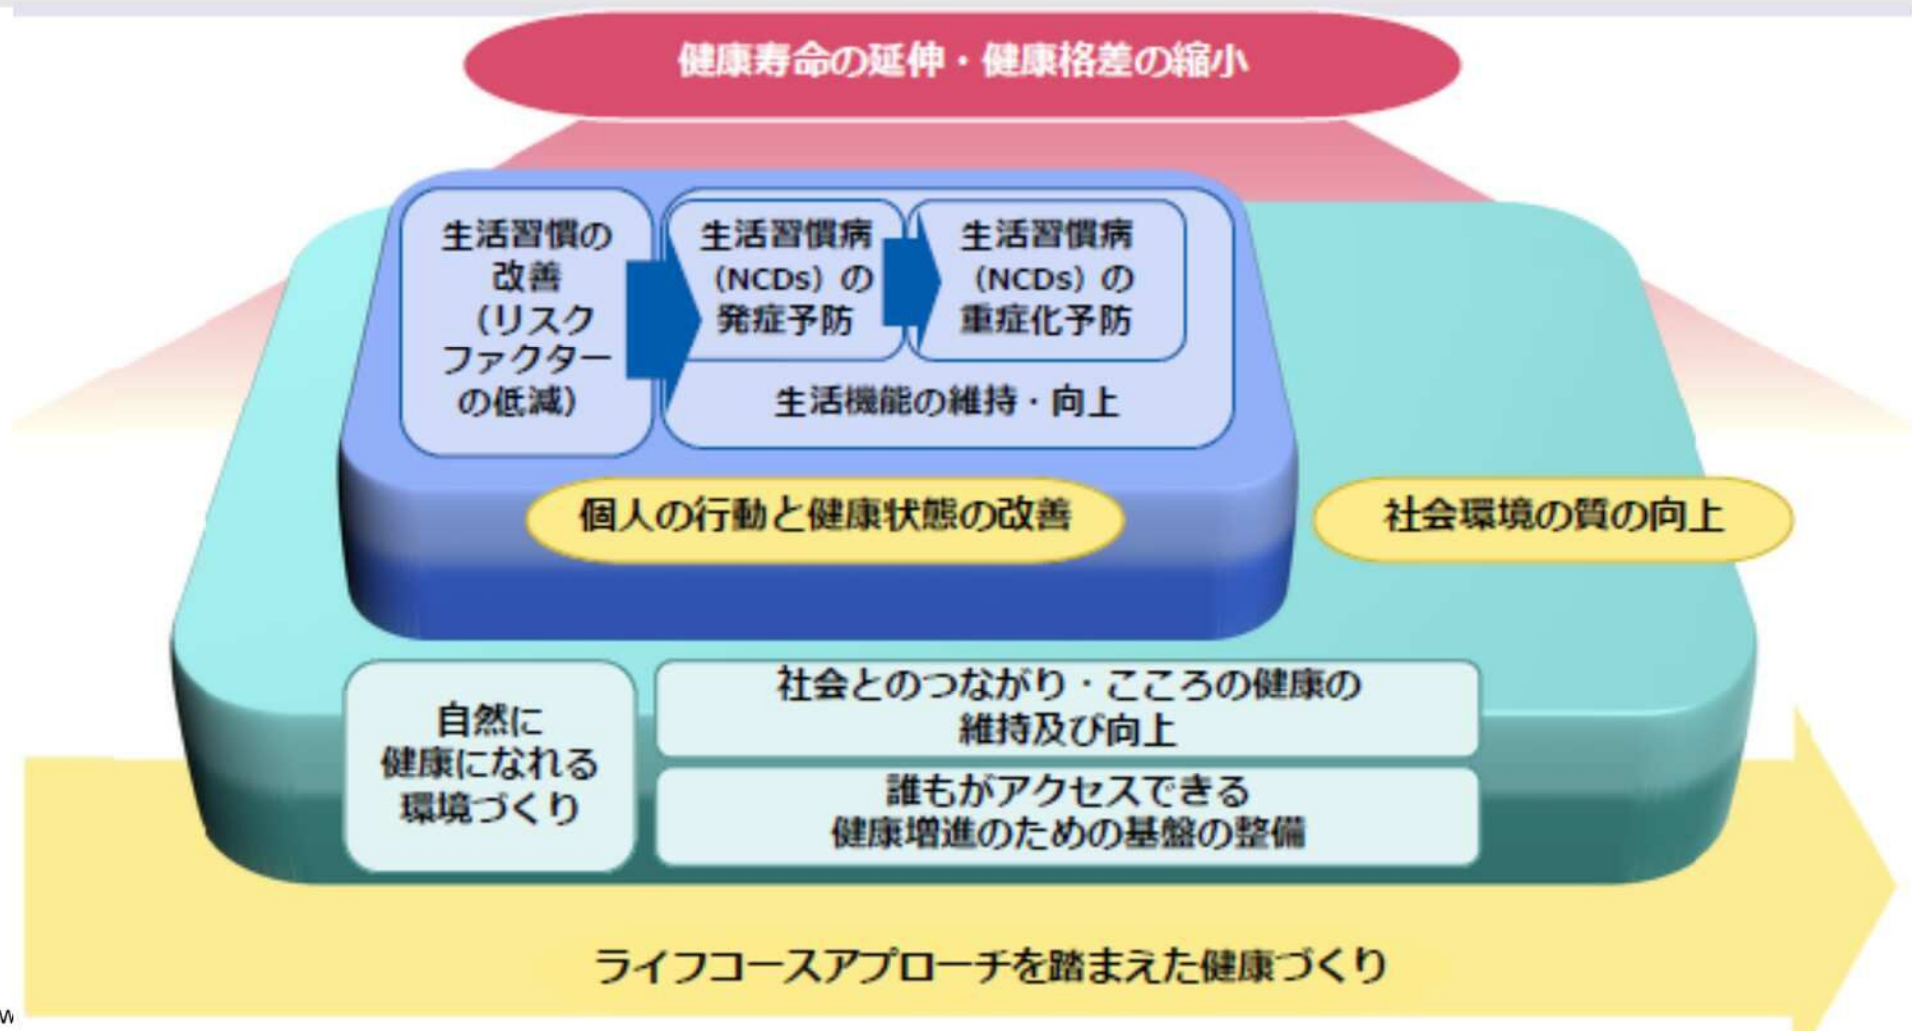 健康寿命の延伸・健康格差の縮小
生活習慣の
改善
（リスク
ファクター
の低減）
生活習慣病
（NCDs）の
発症予防
生活習慣病
（NCDs）の
重症化予防
生活機能の維持・向上
個人の行動と健康状態の改善
社会環境の質の向上
自然に
健康になれる
環境づくり
社会とのつながり・こころの健康の
維持及び向上
誰もがアクセスできる
健康増進のための基盤の整備
ライフコースアプローチを踏まえた健康づくり
w